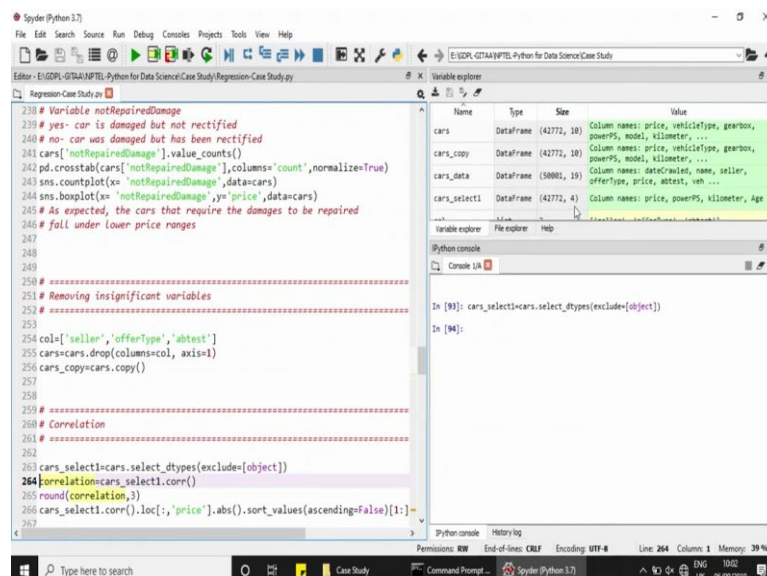 Spyder (Python 3.7)
File Edit Search Source Run Debug Consoles Projects Tools View Help
E:\GDPL-GITAA\NPTEL-Python for Data Science\Case Study
Editor - E:\GDPL-GITAA\NPTEL-Python for Data Science\Case Study\Regression-Case Study.py
Regression-Case Study.py
238 # Variable notRepairedDamage
239 # yes- car is damaged but not rectified
240 # no- car was damaged but has been rectified
241 cars['notRepairedDamage'].value_counts()
242 pd.crosstab(cars['notRepairedDamage'],columns='count',normalize=True)
243 sns.countplot(x= 'notRepairedDamage',data=cars)
244 sns.boxplot(x= 'notRepairedDamage',y='price',data=cars)
245 # As expected, the cars that require the damages to be repaired
246 # fall under lower price ranges
247
248
249
250 # =============================================================
251 # Removing insignificant variables
252 # =============================================================
253
254 col=['seller','offerType','abtest']
255 cars=cars.drop(columns=col, axis=1)
256 cars_copy=cars.copy()
257
258
259 # =============================================================
260 # Correlation
261 # =============================================================
262
263 cars_select1=cars.select_dtypes(exclude=[object])
264 correlation=cars_select1.corr()
265 round(correlation,3)
266 cars_select1.corr().loc[:,'price'].abs().sort_values(ascending=False)[1:]
267
Variable explorer
Name Type Size Value
cars DataFrame (42772, 10) Column names: price, vehicleType, gearbox, powerPS, model, kilometer, ...
cars_copy DataFrame (42772, 10) Column names: price, vehicleType, gearbox, powerPS, model, kilometer, ...
cars_data DataFrame (50001, 19) Column names: dateCrawled, name, seller, offerType, price, abtest, veh ...
cars_select1 DataFrame (42772, 4) Column names: price, powerPS, kilometer, Age
Variable explorer File explorer Help
IPython console
Console 1/A
In [93]: cars_select1=cars.select_dtypes(exclude=[object])
In [94]:
IPython console History log
Permissions: RW End-of-lines: CRLF Encoding: UTF-8 Line: 264 Column: 1 Memory: 39 %
Type here to search
Case Study
Command Prompt ...
Spyder (Python 3.7)
ENG
10:02